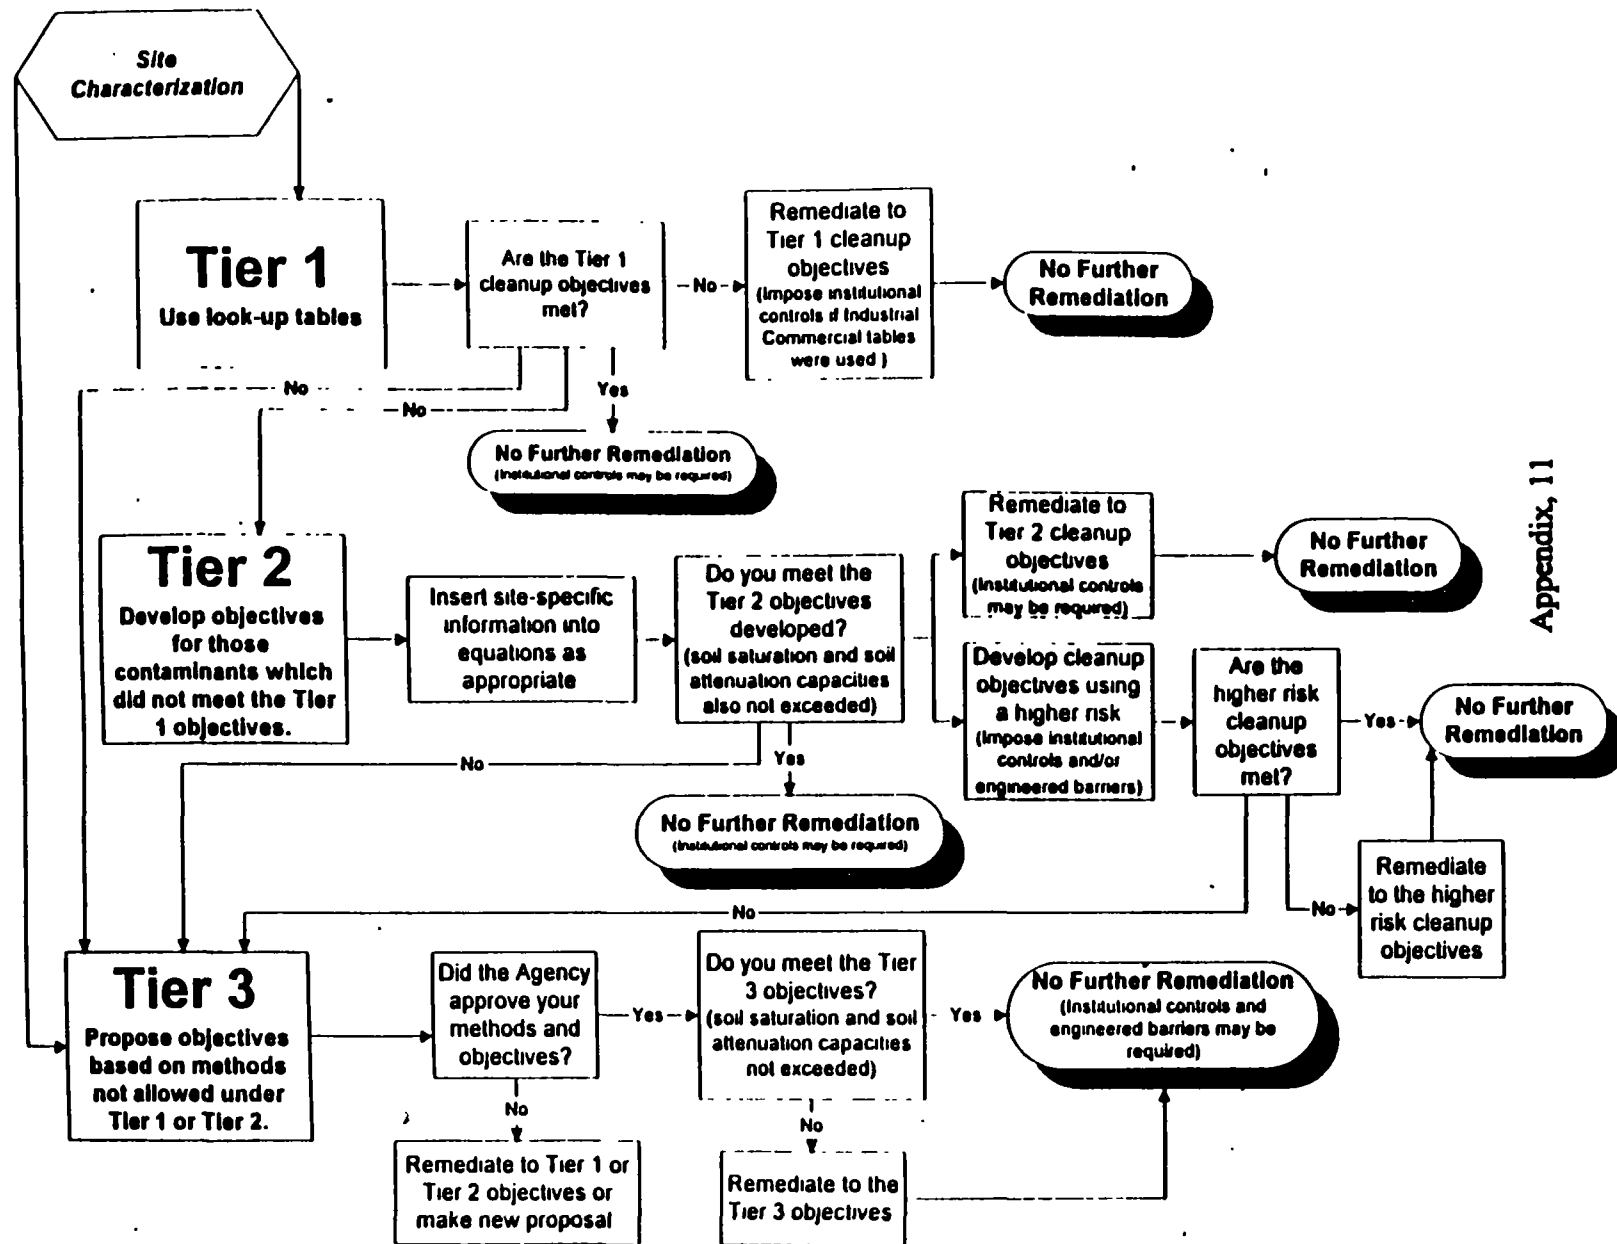 Site
Characterization
Tier 1
Use look-up tables
Are the Tier 1
cleanup objectives
met?
No
Remediate to
Tier 1 cleanup
objectives
(Impose institutional
controls if Industrial
Commercial tables
were used )
No Further
Remediation
No
No
Yes
No Further Remediation
(Institutional controls may be required)
Tier 2
Develop objectives
for those
contaminants which
did not meet the Tier
1 objectives.
Insert site-specific
information into
equations as
appropriate
Do you meet the
Tier 2 objectives
developed?
(soil saturation and soil
attenuation capacities
also not exceeded)
Remediate to
Tier 2 cleanup
objectives
(Institutional controls
may be required)
No Further
Remediation
Develop cleanup
objectives using
a higher risk
(Impose institutional
controls and/or
engineered barriers)
Are the
higher risk
cleanup
objectives
met?
Yes
No Further
Remediation
No
Yes
No Further Remediation
(Institutional controls may be required)
No
No
Remediate
to the higher
risk cleanup
objectives
Tier 3
Propose objectives
based on methods
not allowed under
Tier 1 or Tier 2.
Did the Agency
approve your
methods and
objectives?
Yes
Do you meet the Tier
3 objectives?
(soil saturation and soil
attenuation capacities
not exceeded)
Yes
No Further Remediation
(Institutional controls and
engineered barriers may be
required)
No
Remediate to Tier 1 or
Tier 2 objectives or
make new proposal
No
Remediate to the
Tier 3 objectives
Appendix, 11